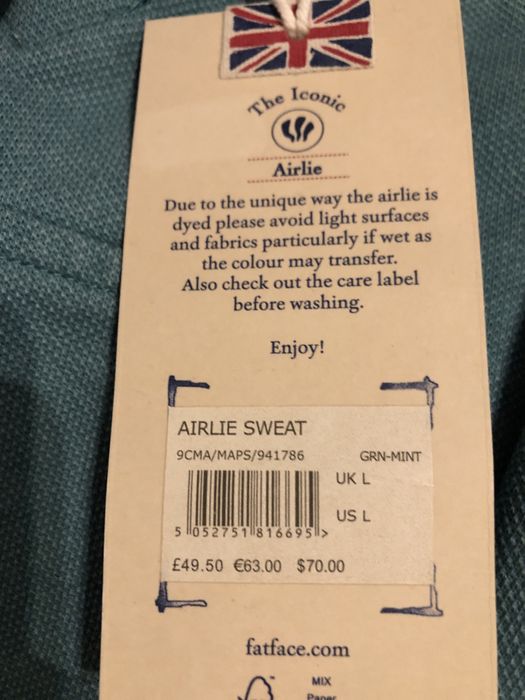 The Iconic
Airlie
Due to the unique way the airlie is
dyed please avoid light surfaces
and fabrics particularly if wet as
the colour may transfer.
Also check out the care label
before washing.
Enjoy!
AIRLIE SWEAT
9CMA/MAPS/941786 GRN-MINT
UK L
US L
5 052751 816695 >
£49.50 €63.00 $70.00
fatface.com
MIX
Paper